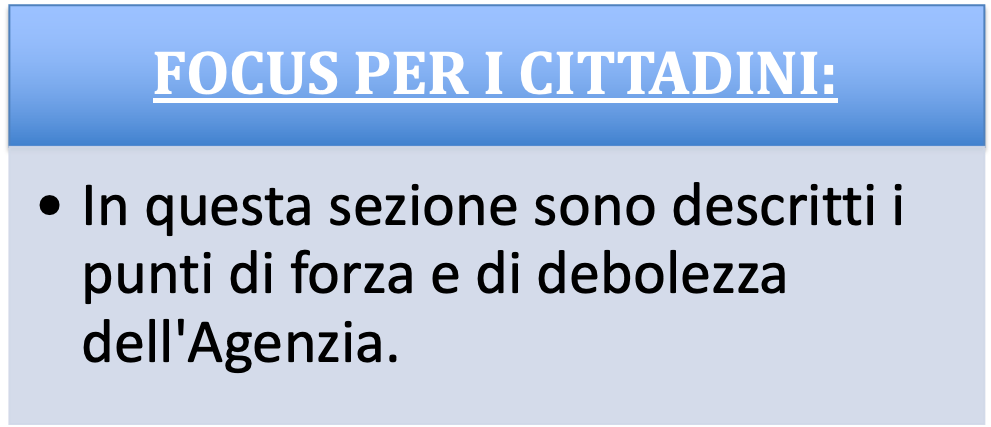 FOCUS PER I CITTADINI:
• In questa sezione sono descritti i
punti di forza e di debolezza
dell'Agenzia.